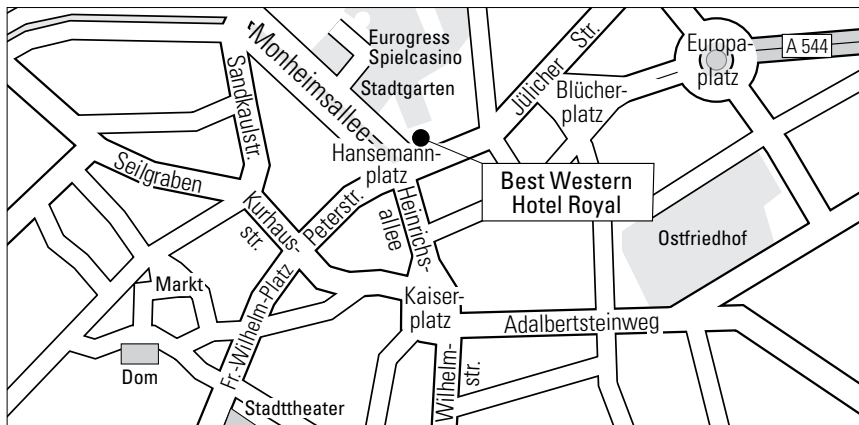 Eurogress
Spielcasino
Stadtgarten
Monheimsallee
Sandkaulstr.
Jülicher Str.
Europa-
platz
A 544
Blücher-
platz
Hansemann-
platz
Seilgraben
Best Western
Hotel Royal
Kurhaus-
str.
Peterstr.
Heinrichs-
allee
Ostfriedhof
Markt
Kaiser-
platz
Adalbertsteinweg
Fr.-Wilhelm-Platz
Wilhelm-
str.
Dom
Stadttheater